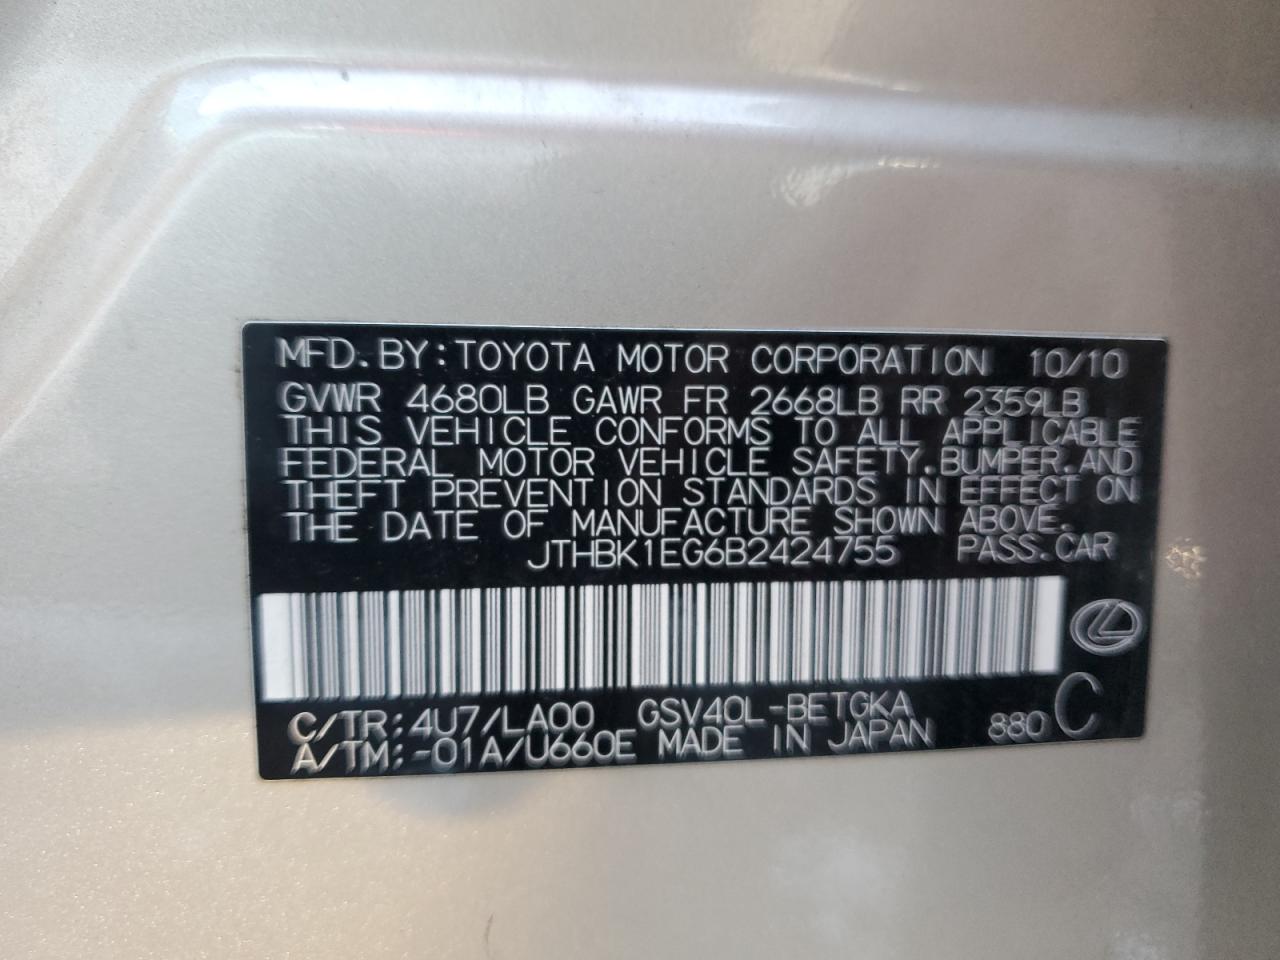 MFD.BY:TOYOTA MOTOR CORPORATION 10/10
GVWR 4680LB GAWR FR 2668LB RR 2359LB
THIS VEHICLE CONFORMS TO ALL APPLICABLE
FEDERAL MOTOR VEHICLE SAFETY.BUMPER.AND
THEFT PREVENTION STANDARDS IN EFFECT ON
THE DATE OF MANUFACTURE SHOWN ABOVE.
JTHBK1EG6B2424755 PASS.CAR
C/TR:4U7/LA00 GSV40L-BETGKA
A/TM:-01A/U660E MADE IN JAPAN 880 C